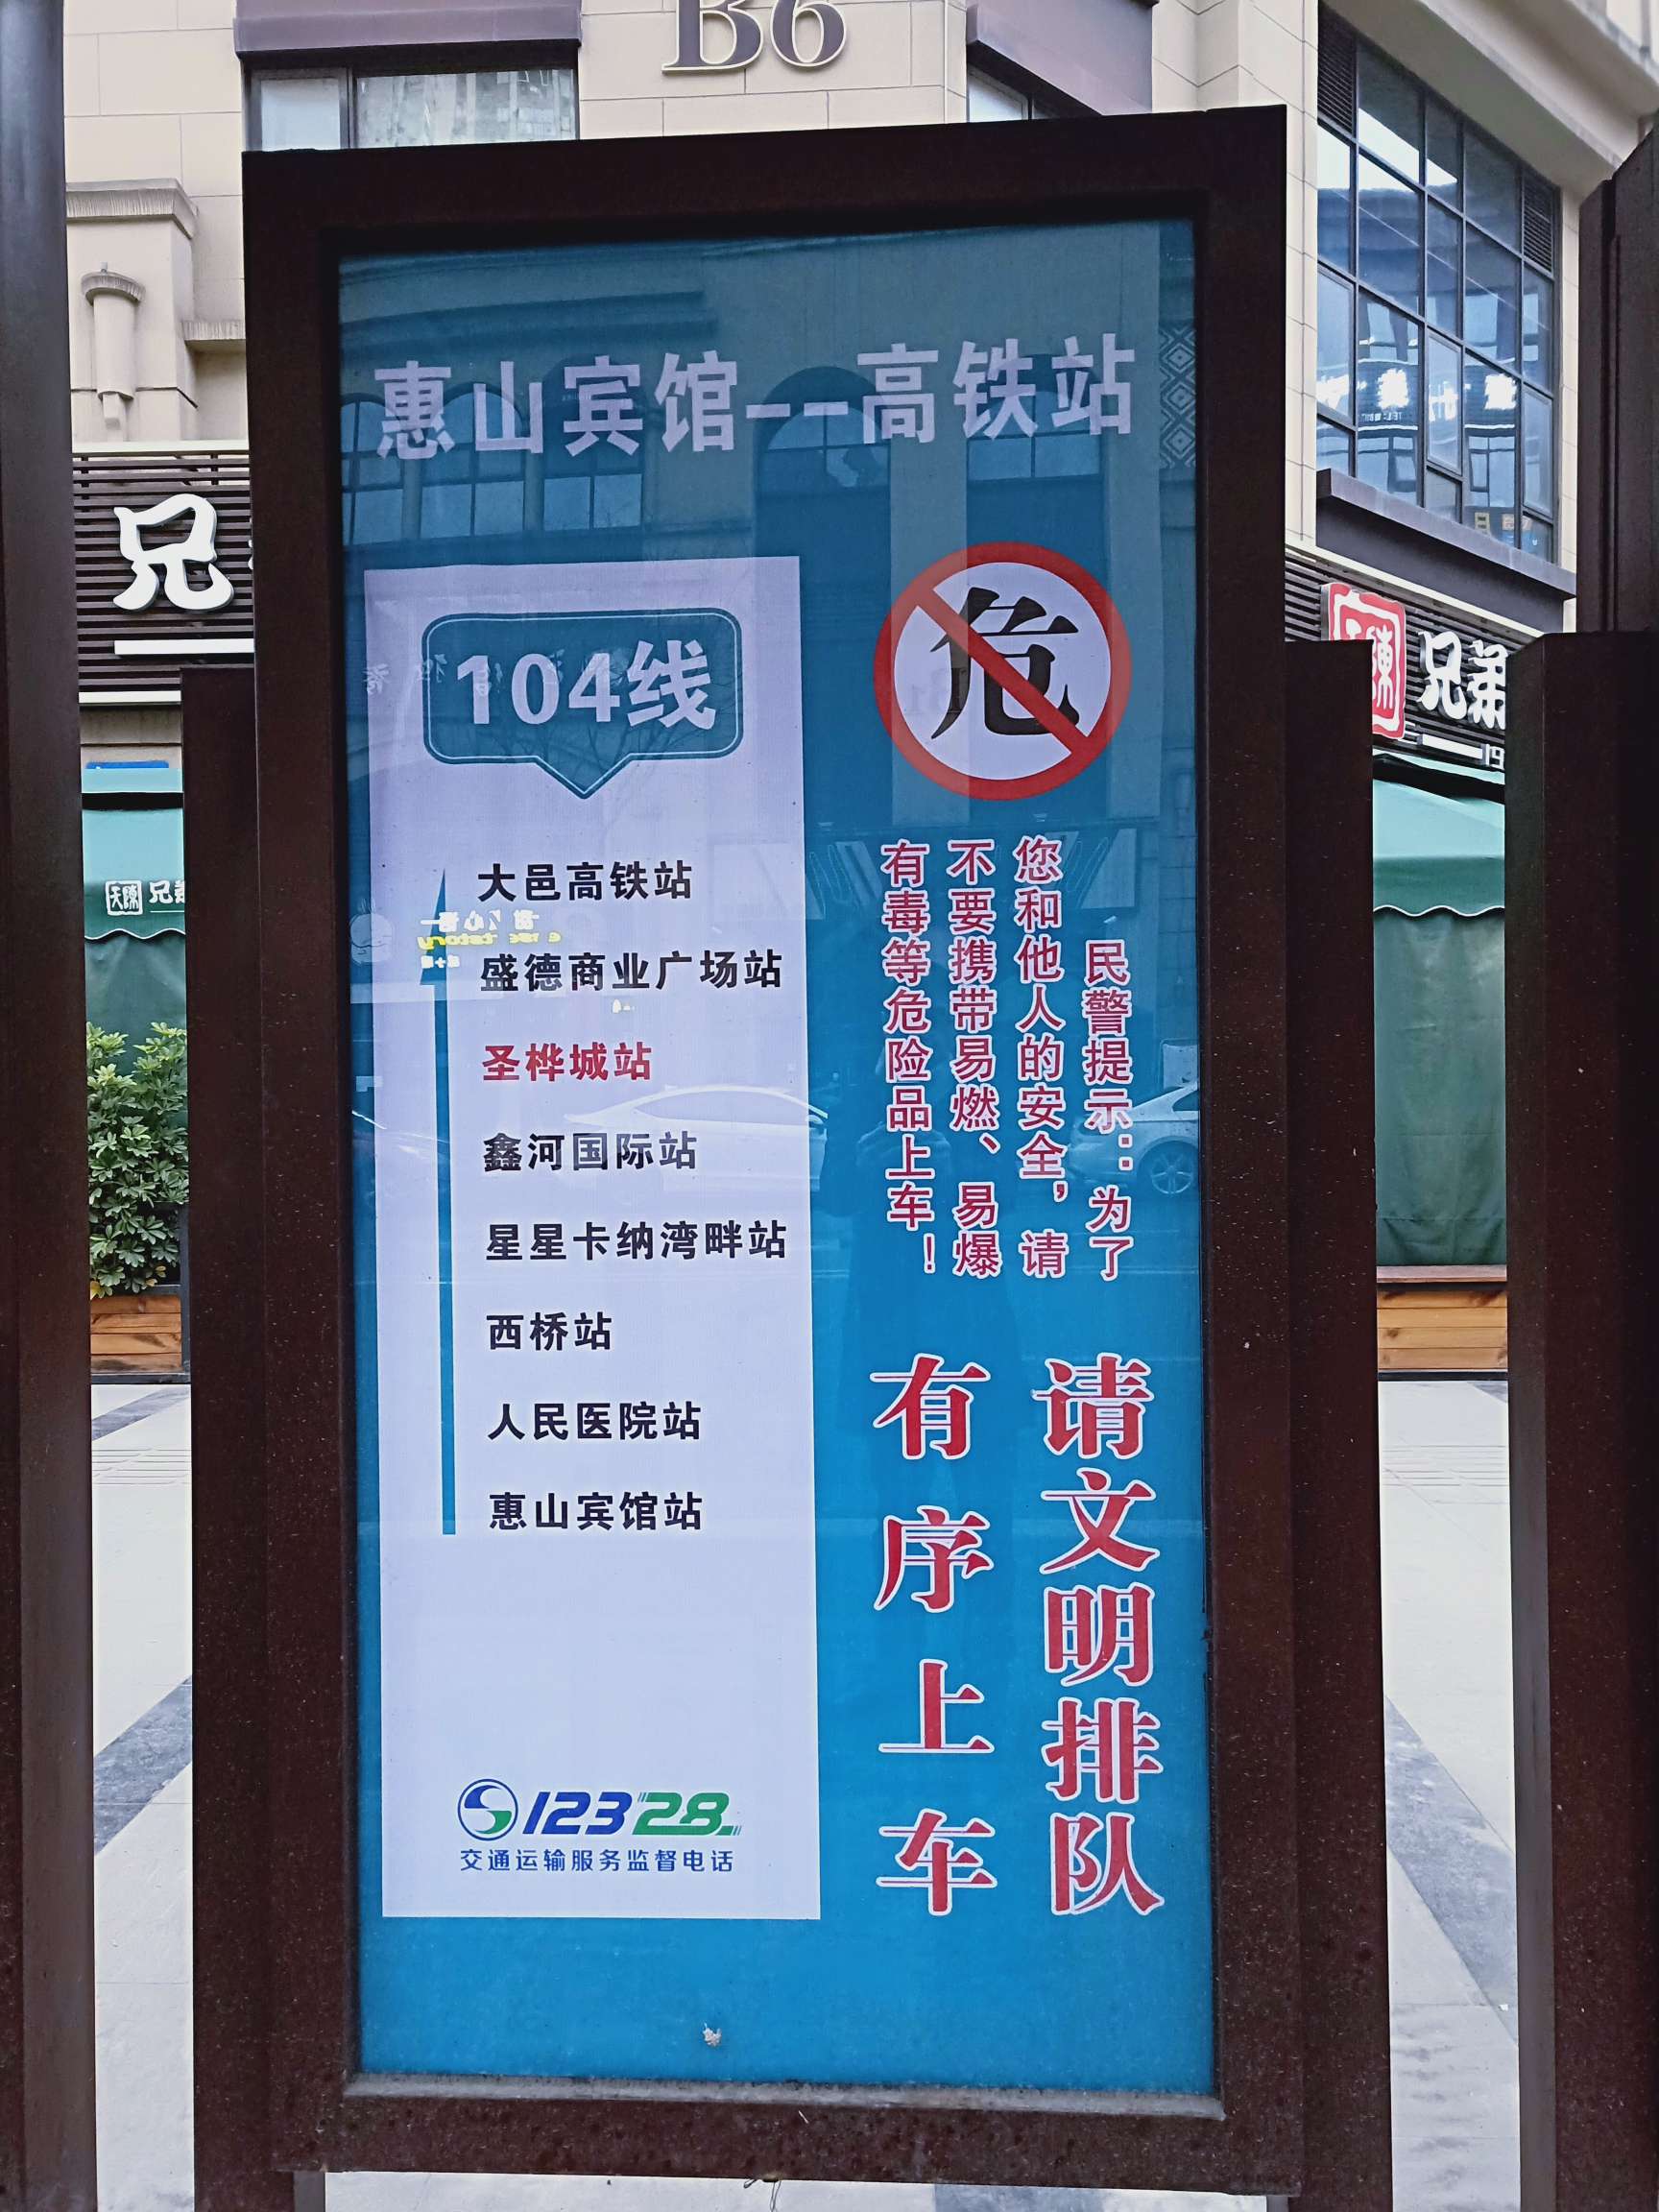 B6
惠山宾馆---高铁站
104线
大邑高铁站
盛德商业广场站
圣桦城站
鑫河国际站
星星卡纳湾畔站
西桥站
人民医院站
惠山宾馆站
12328
交通运输服务监督电话
危
民警提示：为了
您和他人的安全，请
不要携带易燃、易爆
有毒等危险品上车！
请文明排队
有序上车
兄
兄弟